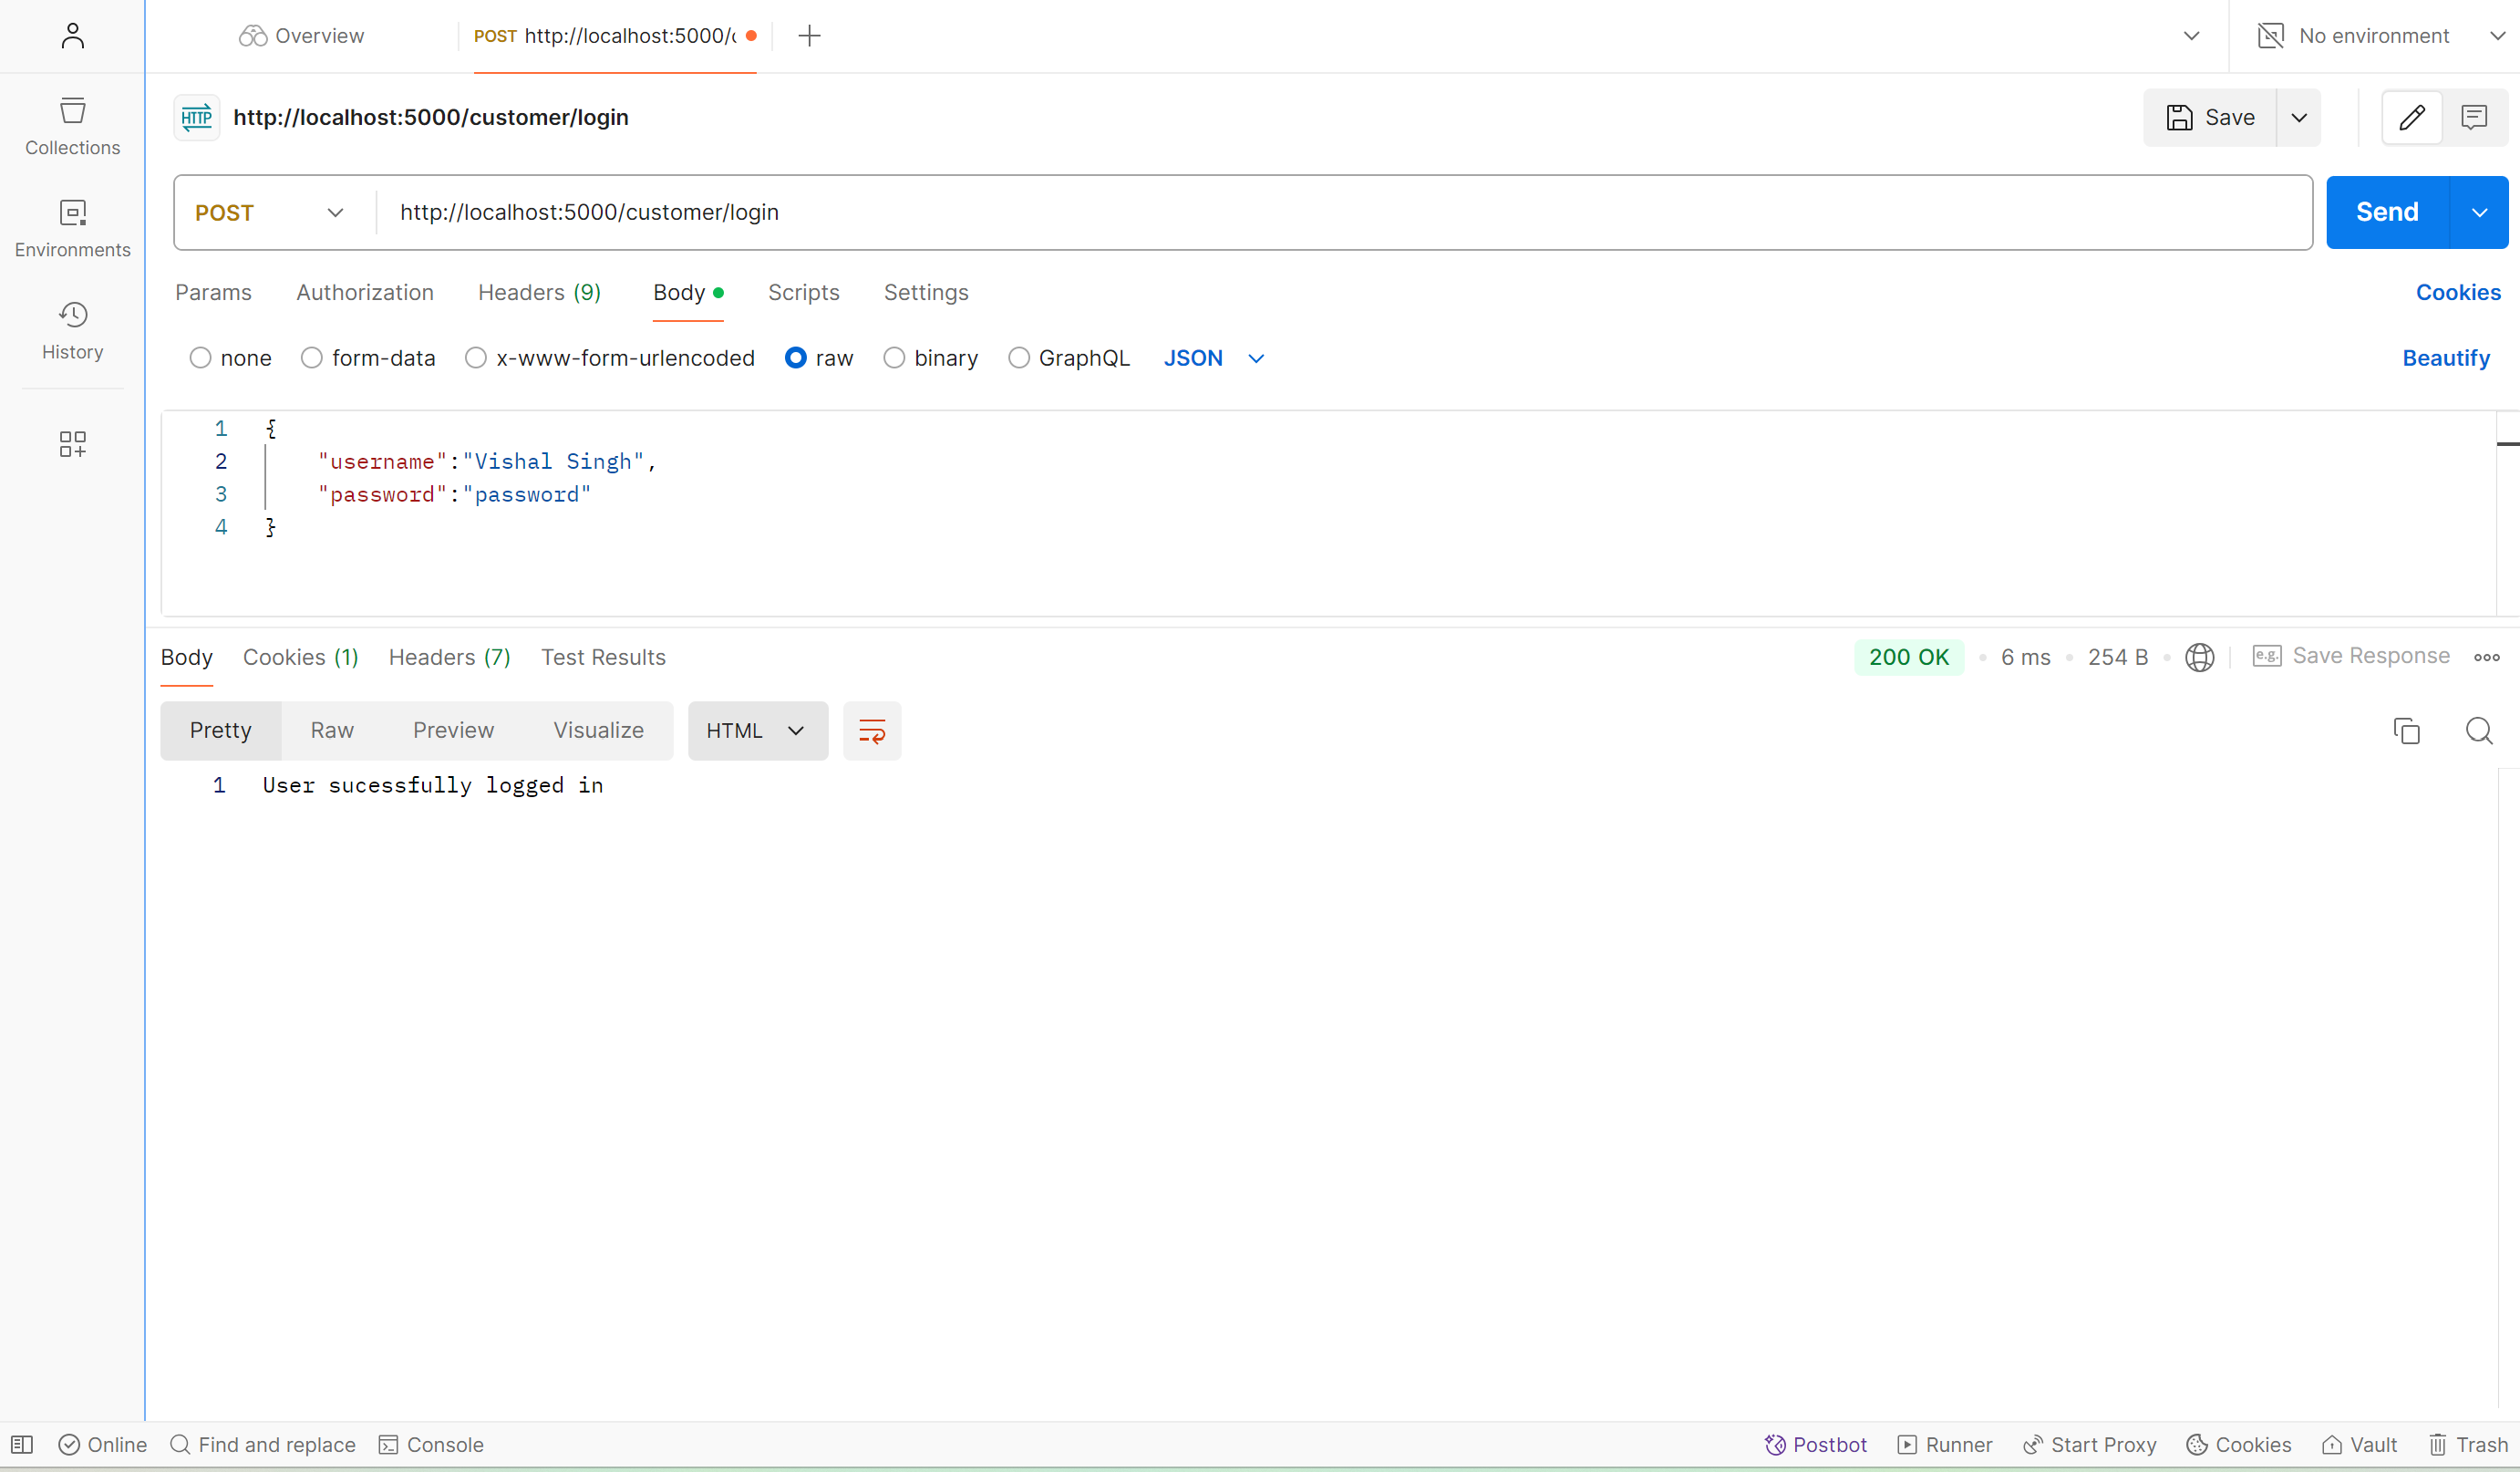 Overview
POST http://localhost:5000/c
No environment
Collections
Environments
History
HTTP http://localhost:5000/customer/login
Save
POST http://localhost:5000/customer/login
Send
Params Authorization Headers (9) Body Scripts Settings Cookies
none form-data x-www-form-urlencoded raw binary GraphQL JSON Beautify
1 {
2 "username":"Vishal Singh",
3 "password":"password"
4 }
Body Cookies (1) Headers (7) Test Results 200 OK 6 ms 254 B e.g. Save Response
Pretty Raw Preview Visualize HTML
1 User sucessfully logged in
Online Find and replace Console Postbot Runner Start Proxy Cookies Vault Trash